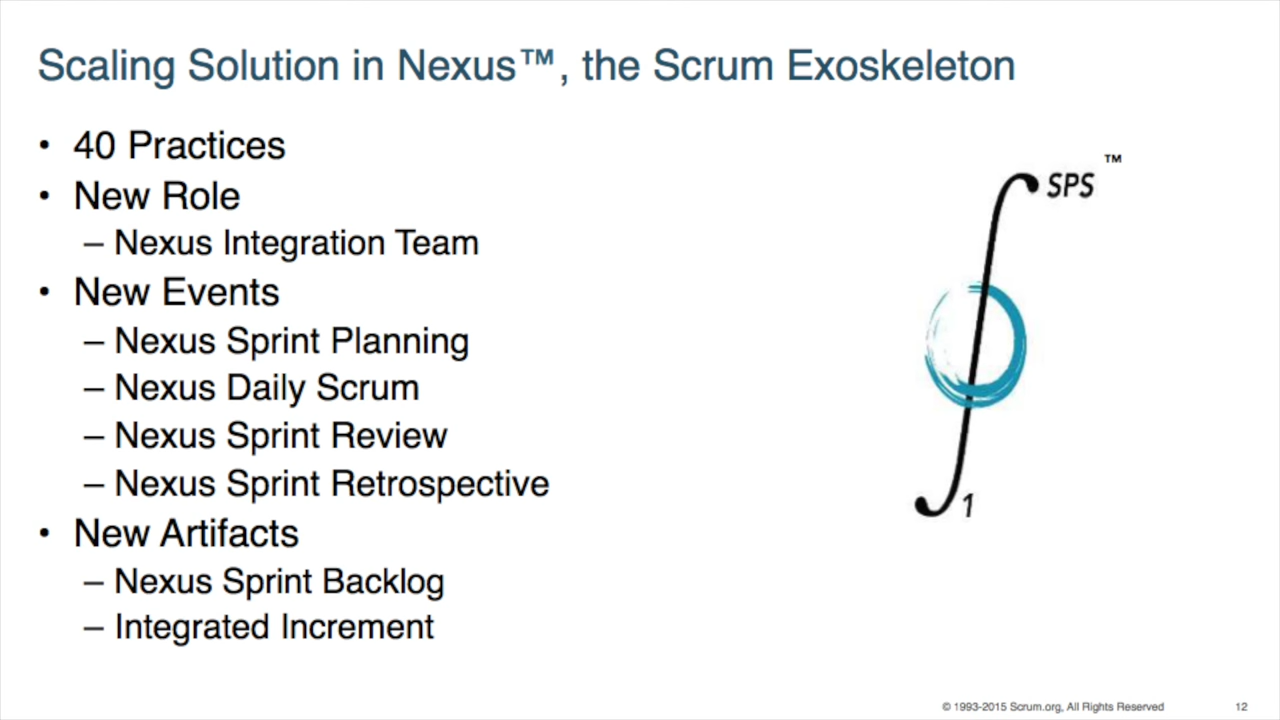 Scaling Solution in Nexus™, the Scrum Exoskeleton
• 40 Practices
• New Role
– Nexus Integration Team
• New Events
– Nexus Sprint Planning
– Nexus Daily Scrum
– Nexus Sprint Review
– Nexus Sprint Retrospective
• New Artifacts
– Nexus Sprint Backlog
– Integrated Increment
SPS ™
1
© 1993-2015 Scrum.org, All Rights Reserved
12